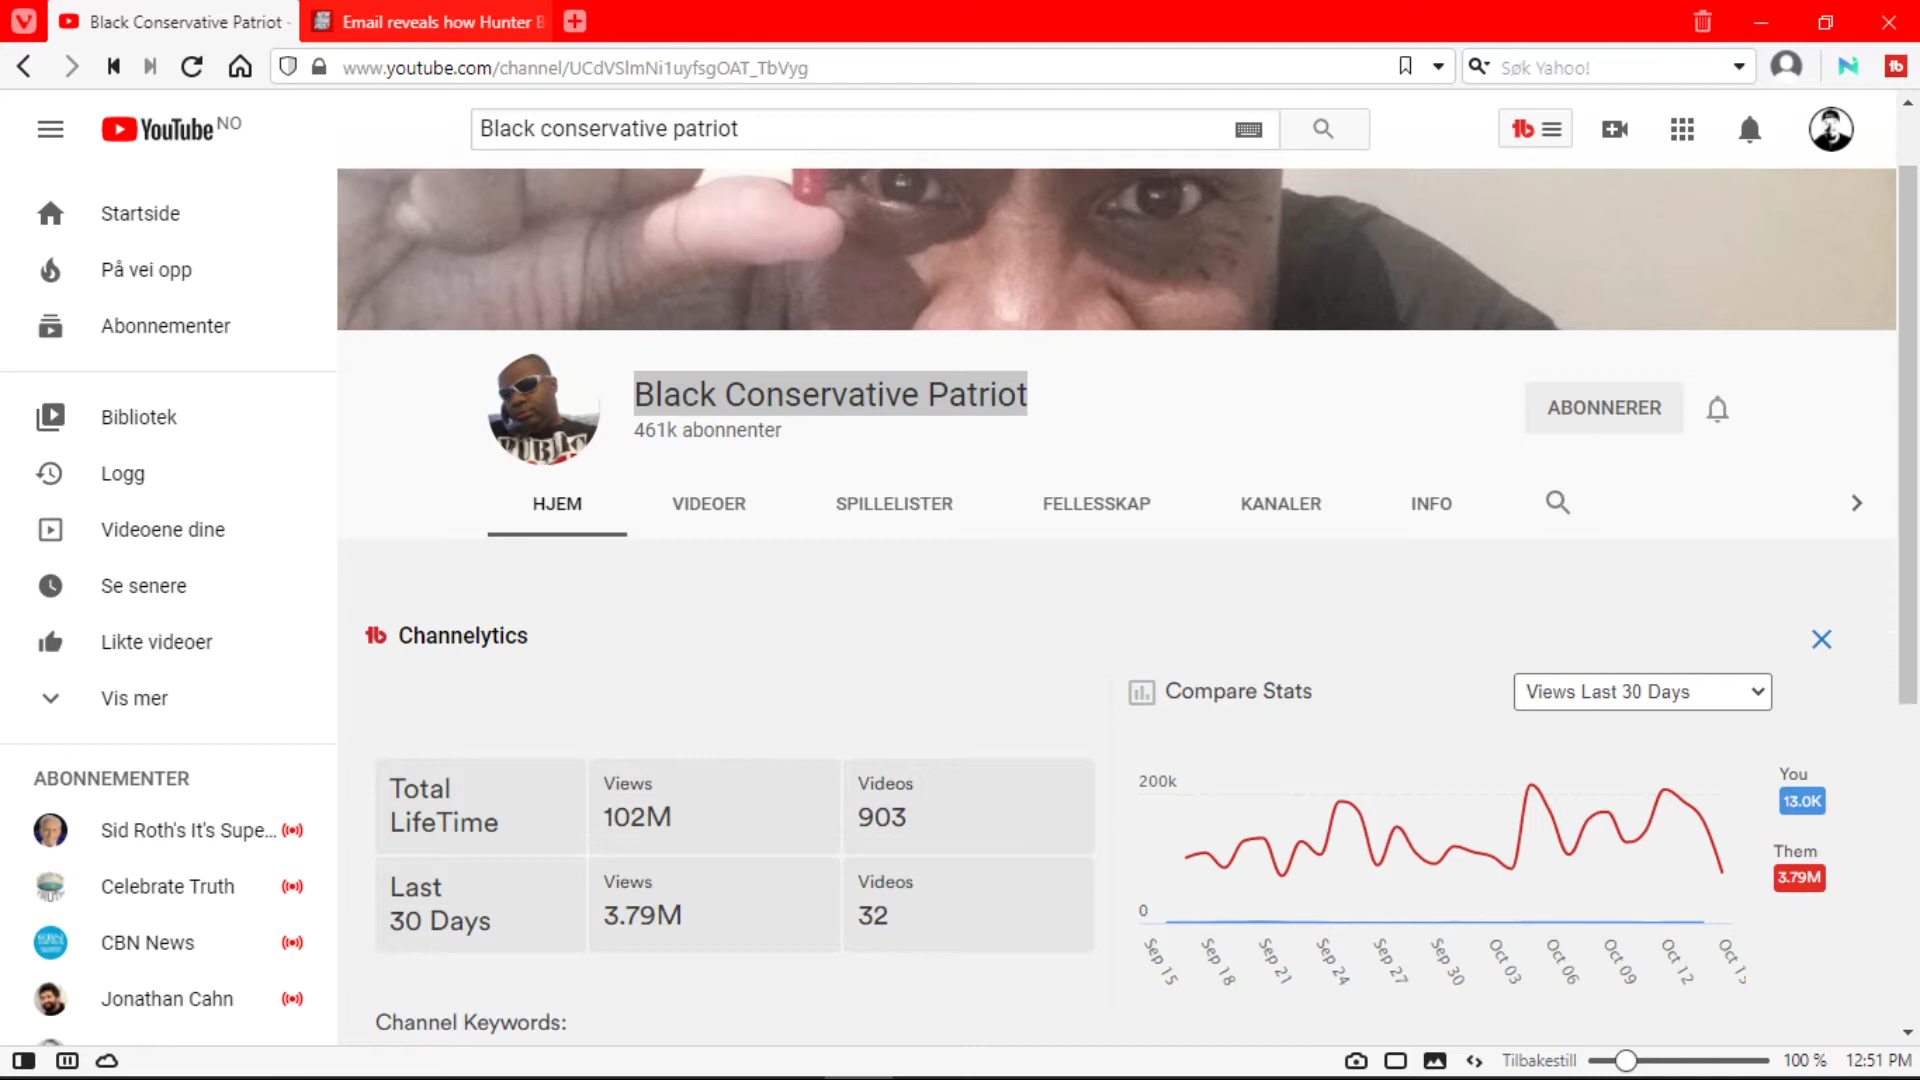 Black Conservative Patriot -
Email reveals how Hunter B
www.youtube.com/channel/UCdVSlmNi1uyfsgOAT_TbVyg
Søk Yahoo!
YouTube NO
Black conservative patriot
Startside
På vei opp
Abonnementer
Bibliotek
Logg
Videoene dine
Se senere
Likte videoer
Vis mer
ABONNEMENTER
Sid Roth's It's Supe...
Celebrate Truth
CBN News
Jonathan Cahn
Black Conservative Patriot
461k abonnenter
ABONNERER
HJEM
VIDEOER
SPILLELISTER
FELLESSKAP
KANALER
INFO
Channelytics
Total
LifeTime
Views
102M
Videos
903
Last
30 Days
Views
3.79M
Videos
32
Channel Keywords:
Compare Stats
Views Last 30 Days
200k
0
Sep 15
Sep 18
Sep 21
Sep 24
Sep 27
Sep 30
Oct 03
Oct 06
Oct 09
Oct 12
You
13.0K
Them
3.79M
Tilbakestill
100 %
12:51 PM